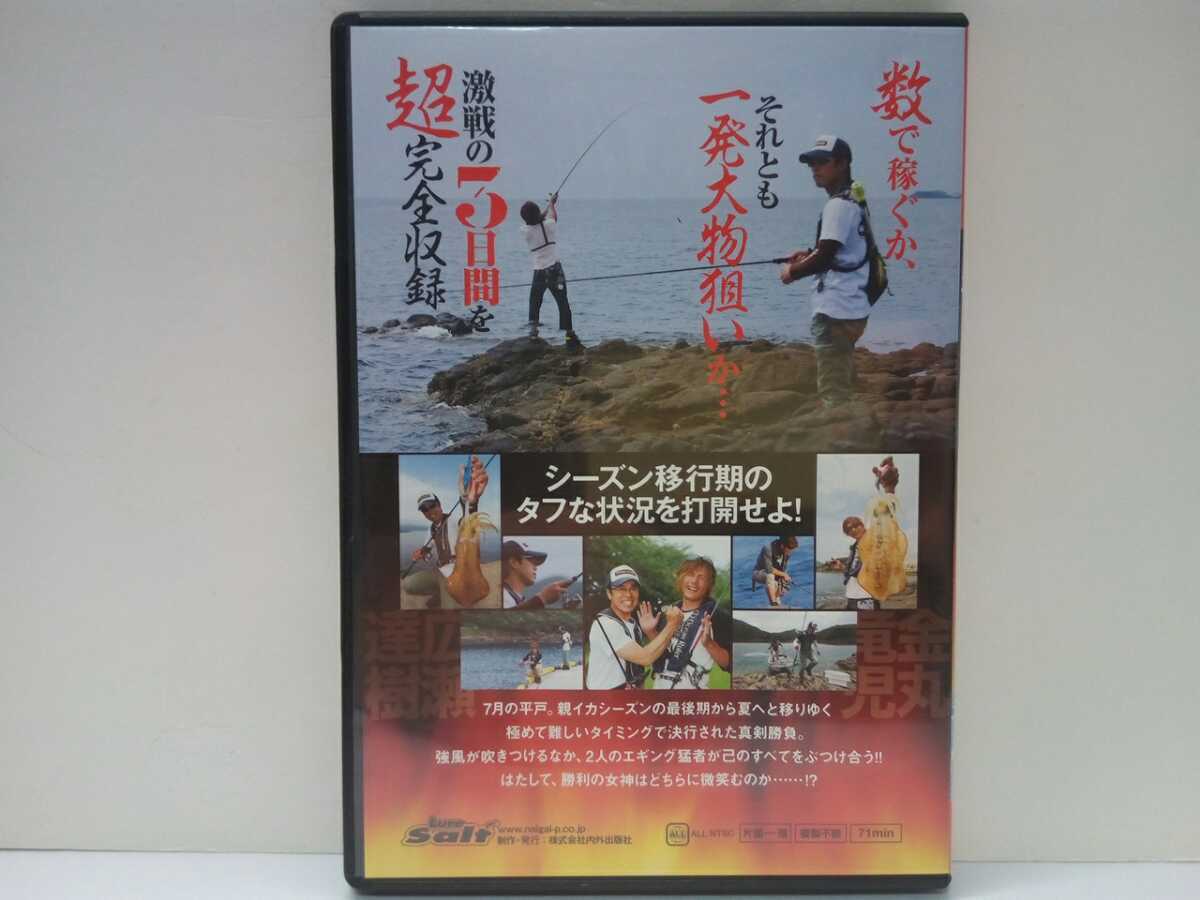 数で稼ぐか、
それとも
一発大物狙いか…
激戦の3日間を
超完全収録
シーズン移行期の
タフな状況を打開せよ!
広瀬
達樹
金丸
竜児
7月の平戸。親イカシーズンの最後期から夏へと移りゆく
極めて難しいタイミングで決行された真剣勝負。
強風が吹きつけるなか、2人のエギング猛者が己のすべてをぶつけ合う!!
はたして、勝利の女神はどちらに微笑むのか……!?
Lure
Salt
www.naigai-p.co.jp
制作・発行：株式会社内外出版社
ALL
ALL NTSC
片面一層
複製不能
71min